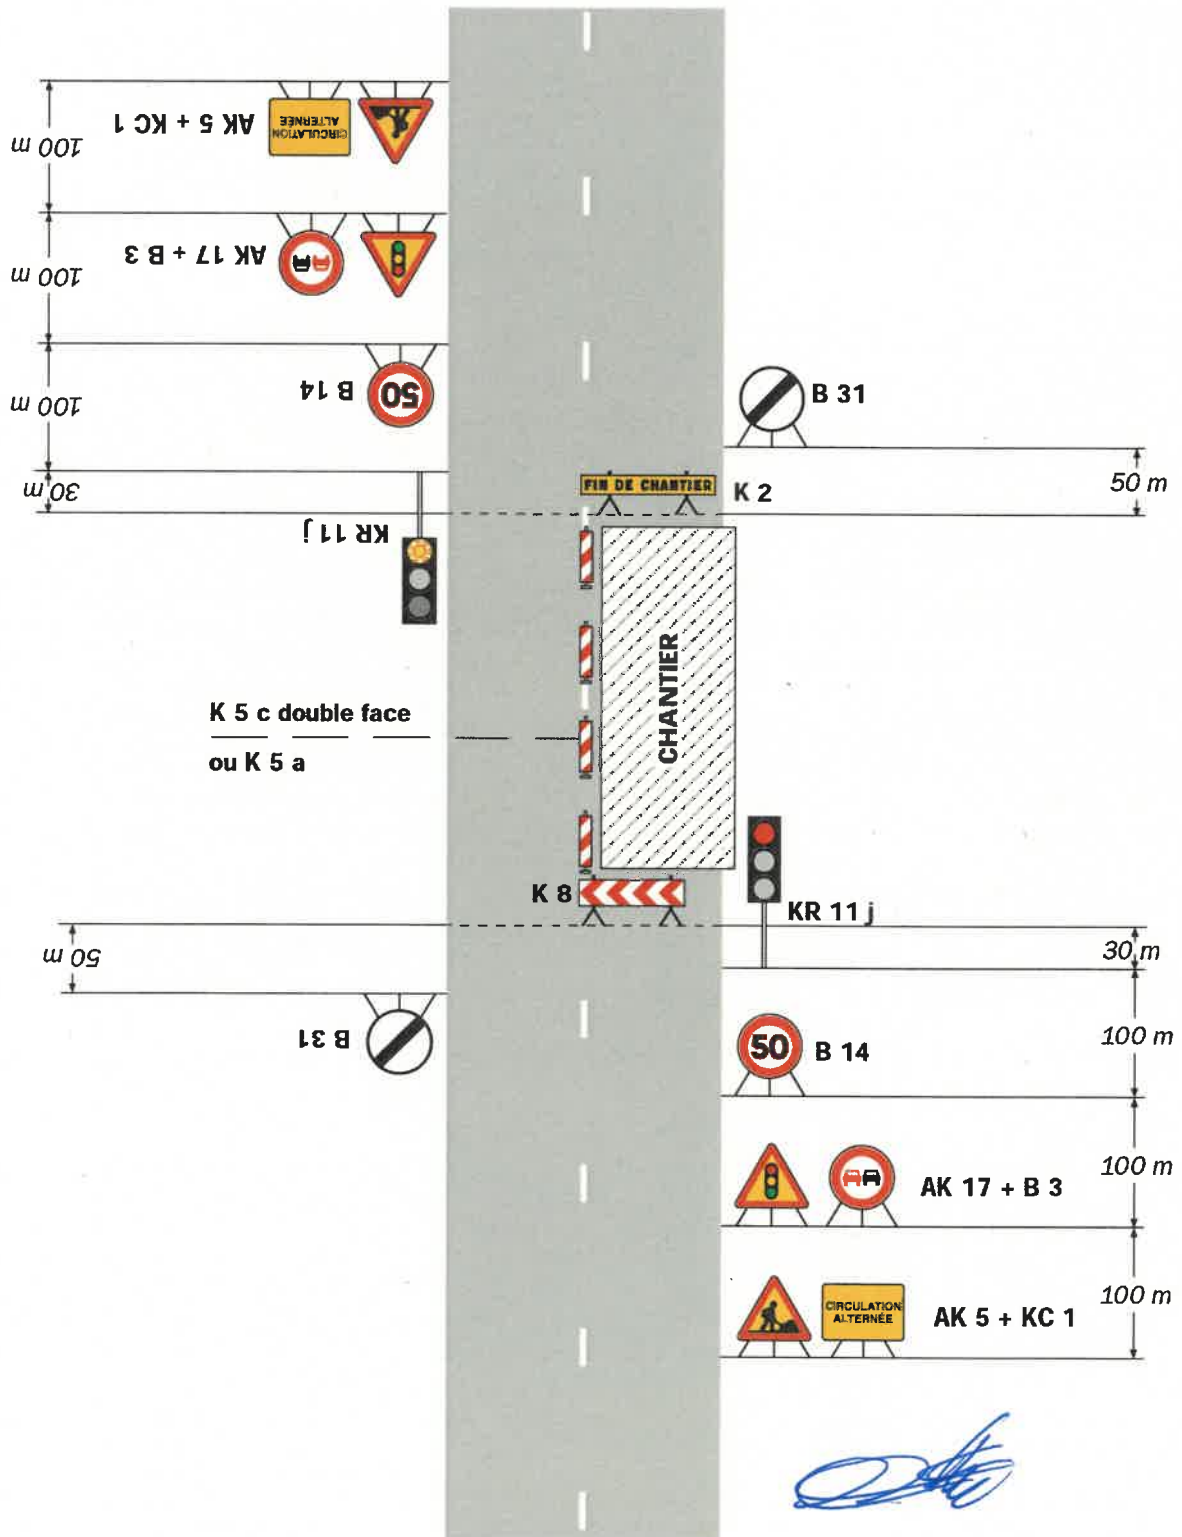 AK 5 + KC 1
CIRCULATION
ALTERNÉE
100 m
AK 17 + B 3
100 m
B 14
50
100 m
30 m
KR 11 j
B 31
50 m
FIN DE CHANTIER
K 2
CHANTIER
K 5 c double face
ou K 5 a
K 8
KR 11 j
50 m
B 31
30 m
50
B 14
100 m
AK 17 + B 3
100 m
CIRCULATION
ALTERNÉE
AK 5 + KC 1
100 m